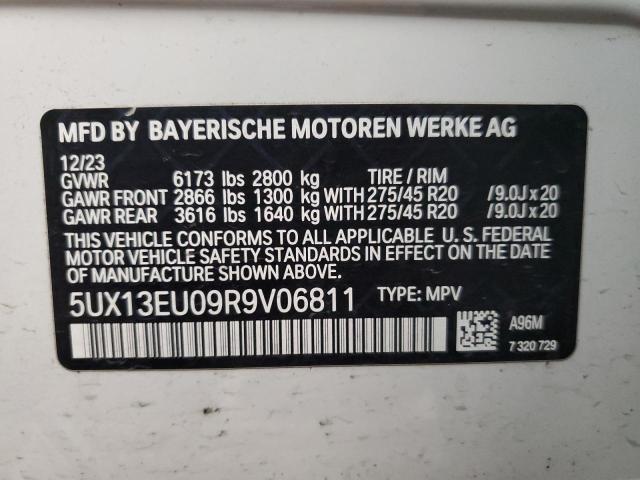 MFD BY BAYERISCHE MOTOREN WERKE AG
12/23
GVWR 6173 lbs 2800 kg TIRE / RIM
GAWR FRONT 2866 lbs 1300 kg WITH 275/45 R20 /9.0J x 20
GAWR REAR 3616 lbs 1640 kg WITH 275/45 R20 /9.0J x 20
THIS VEHICLE CONFORMS TO ALL APPLICABLE U. S. FEDERAL
MOTOR VEHICLE SAFETY STANDARDS IN EFFECT ON THE
DATE OF MANUFACTURE SHOWN ABOVE.
5UX13EU09R9V06811 TYPE: MPV
A96M
7 320 729